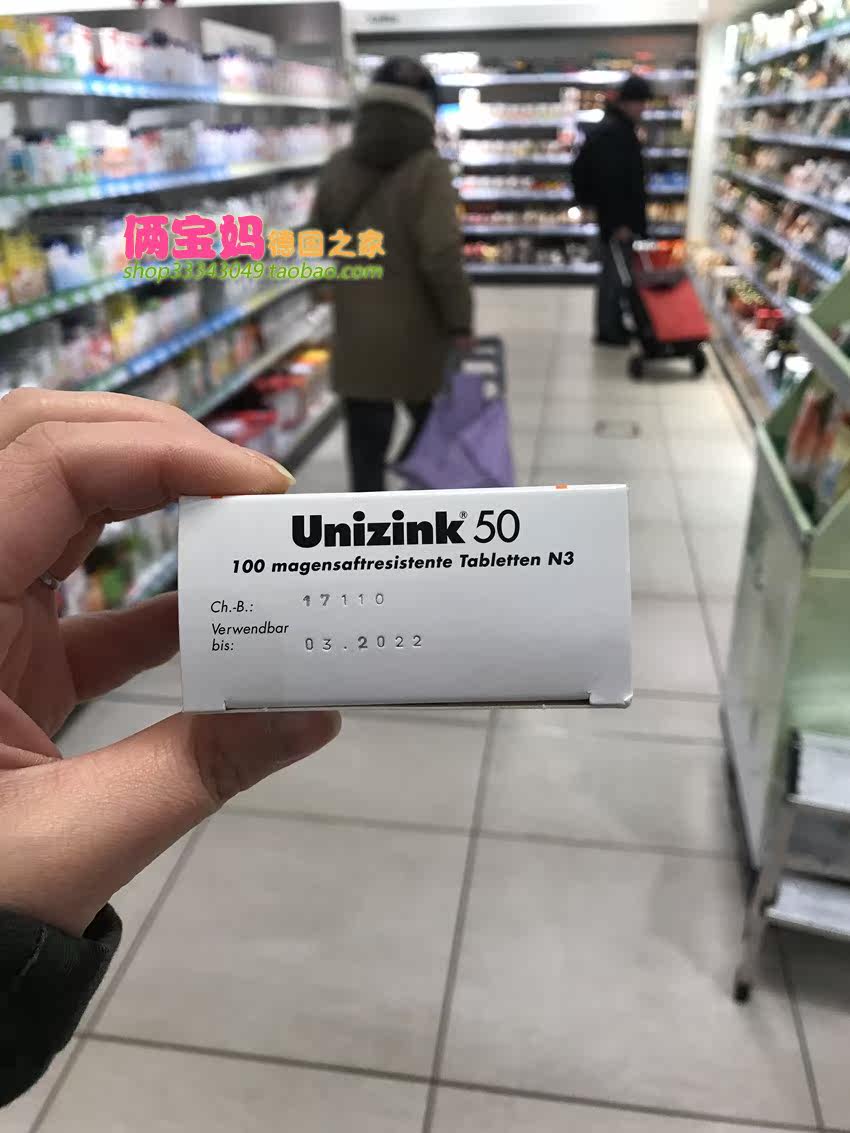 俩宝妈德国之家
shop33343049.taobao.com
Unizink® 50
100 magensaftresistente Tabletten N3
Ch.-B.: 17110
Verwendbar
bis: 03.2022